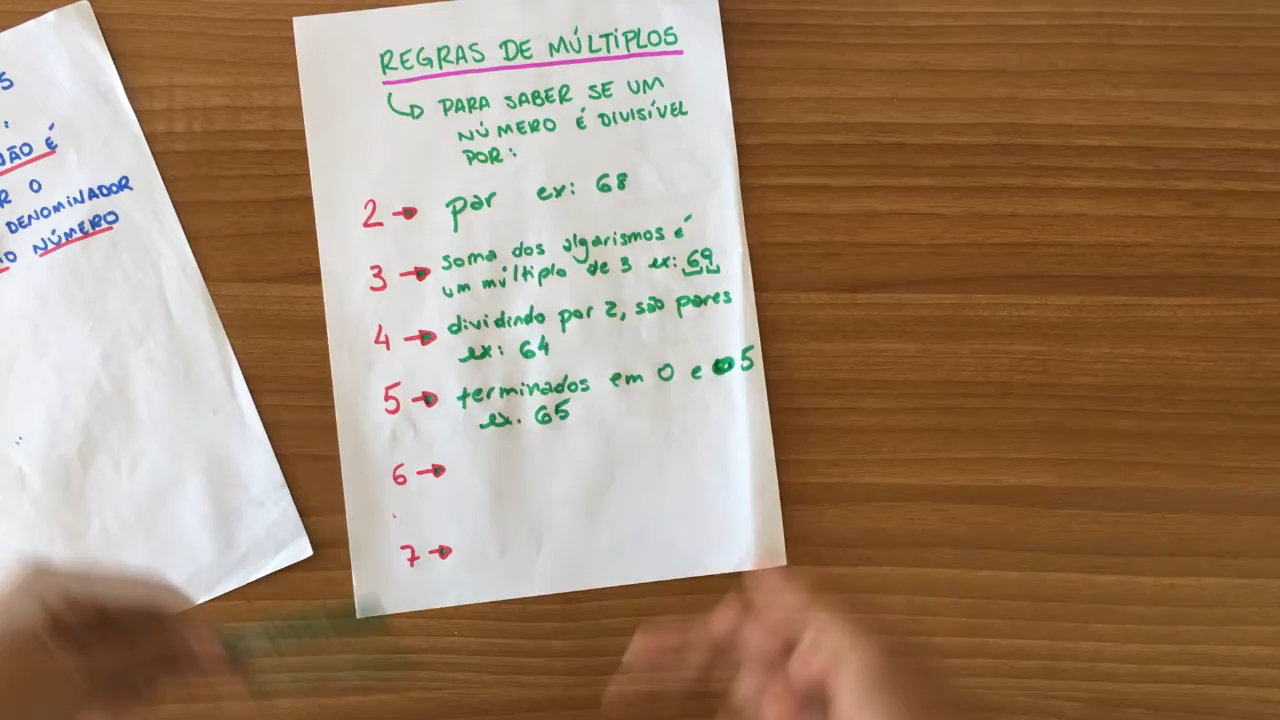 S
:
JÃO É
R O
DENOMINADOR
NO NÚMERO
REGRAS DE MÚLTIPLOS
PARA SABER SE UM
NÚMERO É DIVISÍVEL
POR:
2 → par ex: 68
3 → soma dos algarismos é
um múltiplo de 3 ex: 69
4 → dividindo por 2, são pares
ex: 64
5 → terminados em 0 e 5
ex: 65
6 →
7 →